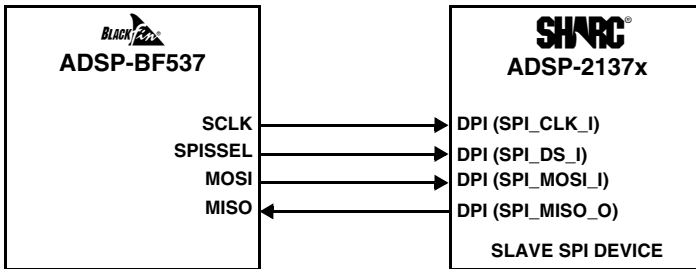 BLACKfin®
ADSP-BF537
SCLK
SPISSEL
MOSI
MISO
SHARC®
ADSP-2137x
DPI (SPI_CLK_I)
DPI (SPI_DS_I)
DPI (SPI_MOSI_I)
DPI (SPI_MISO_O)
SLAVE SPI DEVICE